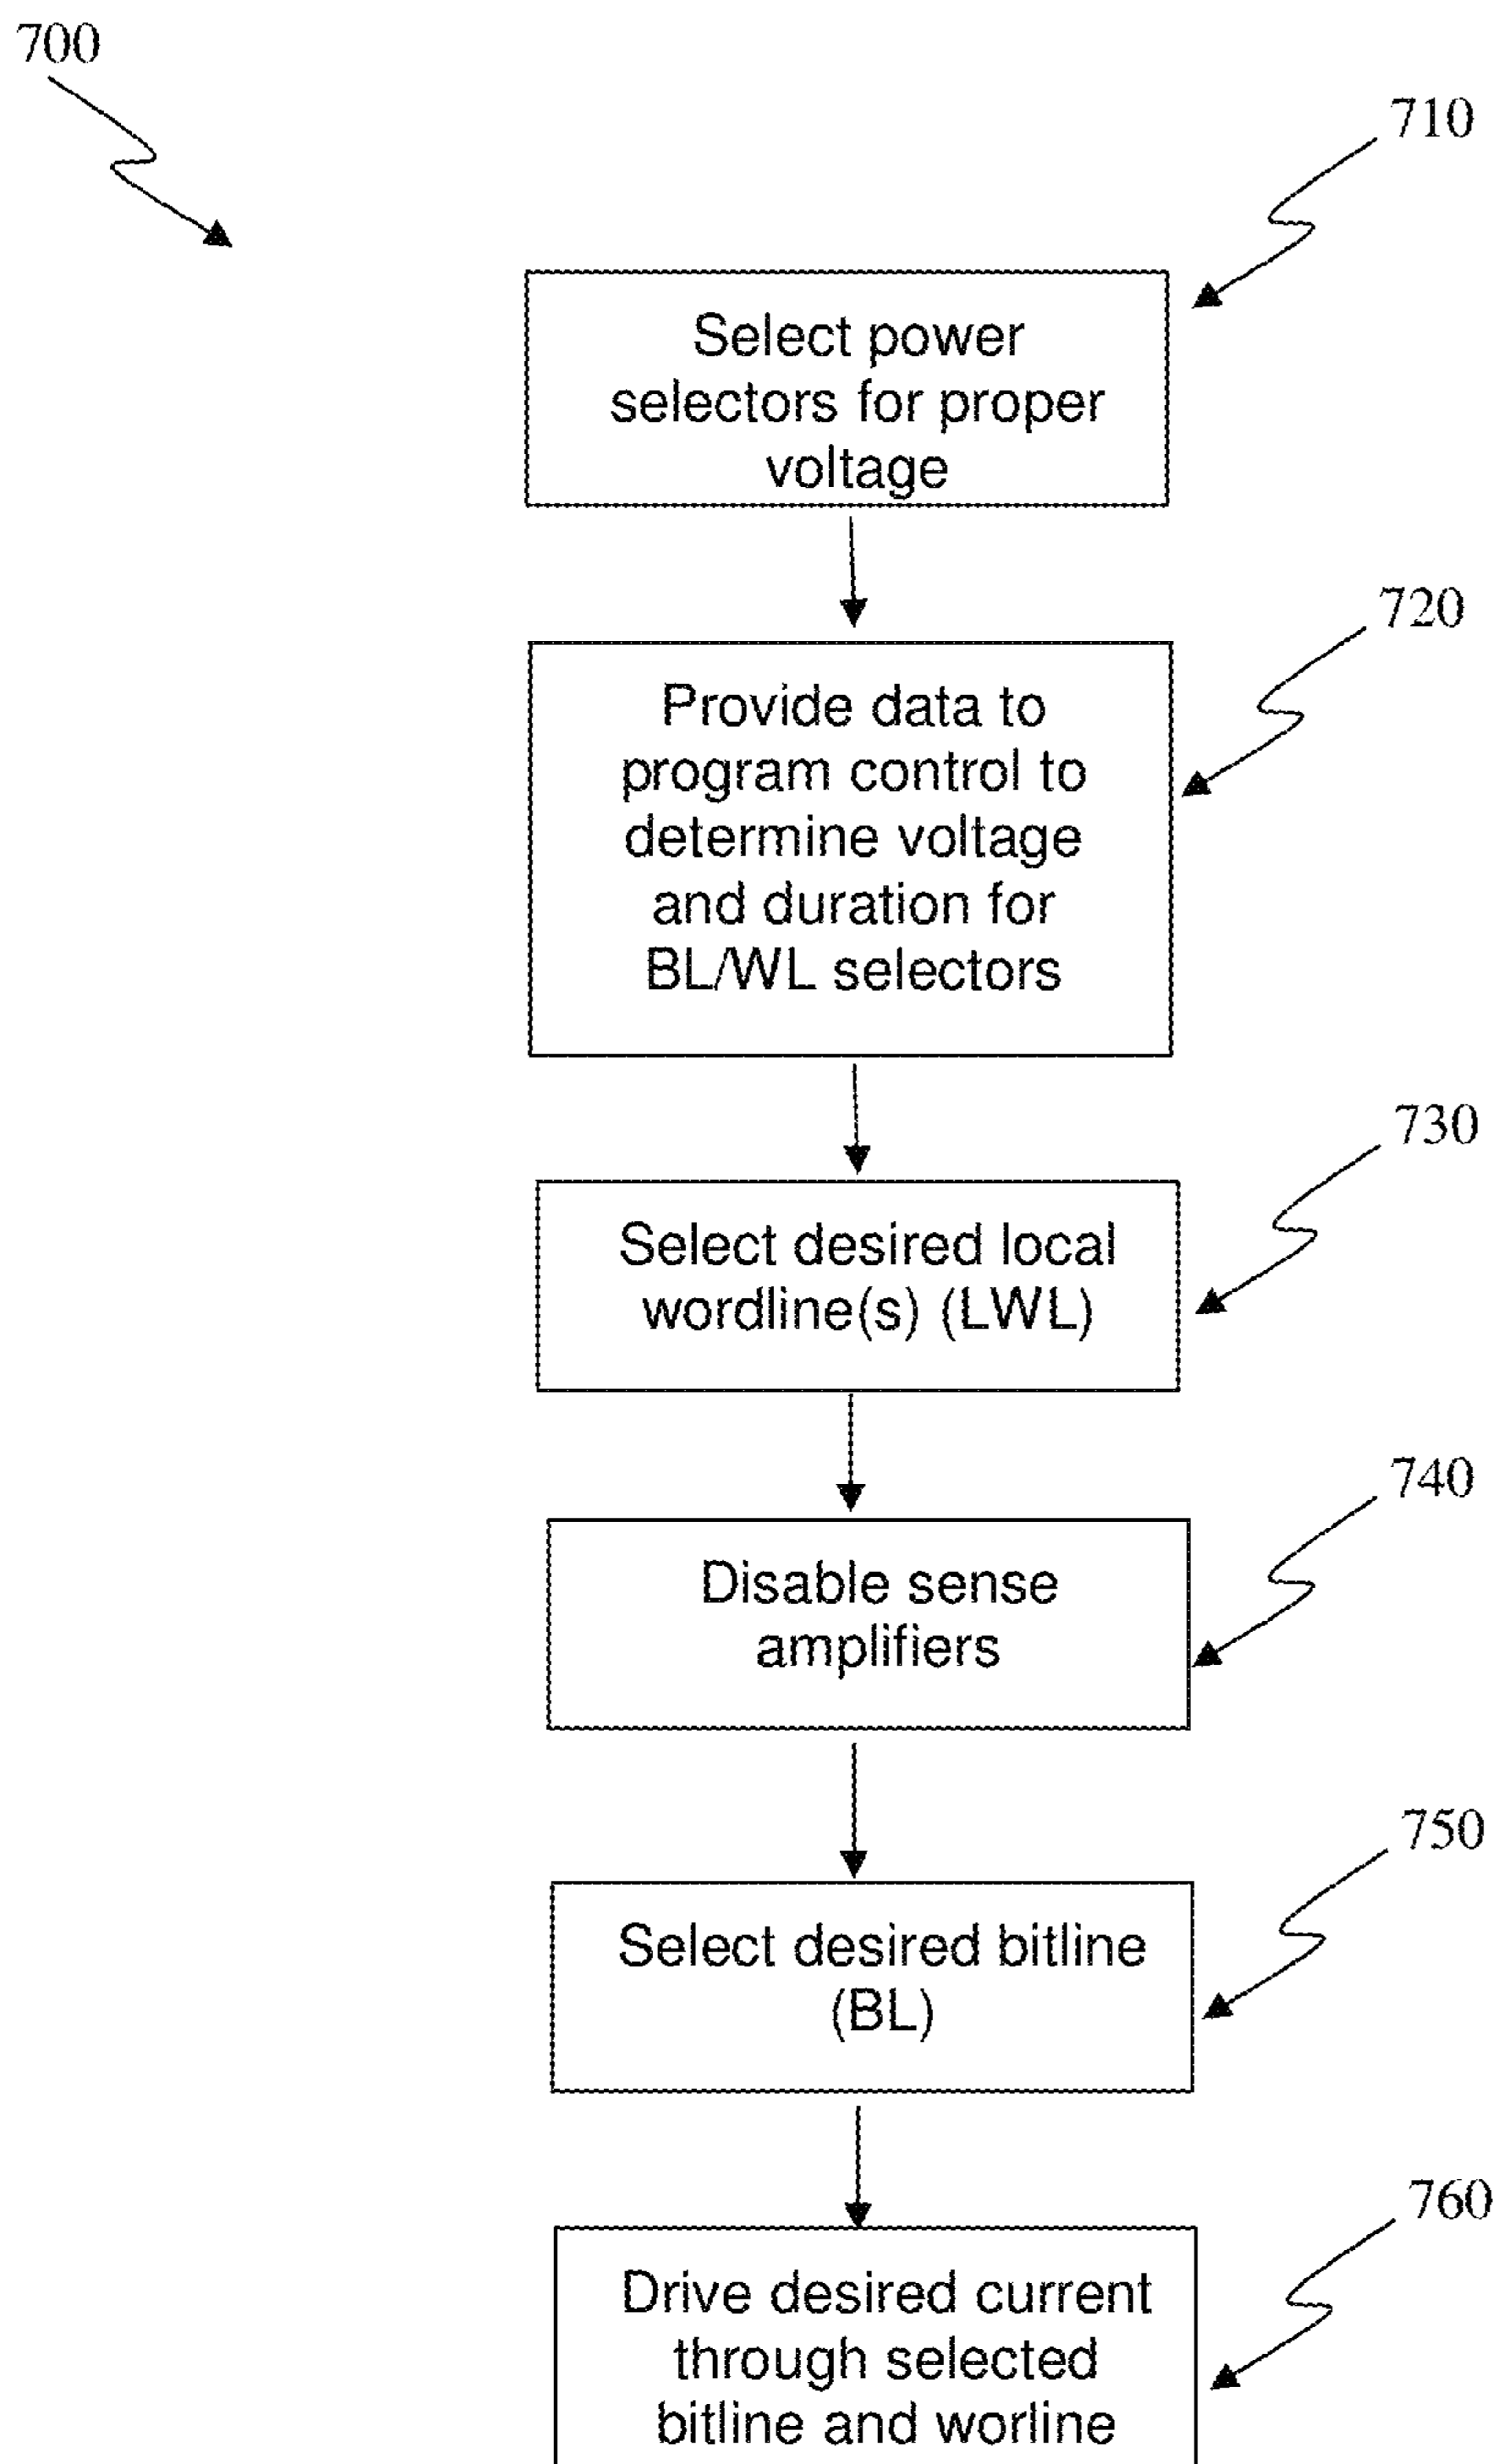 700
710
Select power
selectors for proper
voltage
720
Provide data to
program control to
determine voltage
and duration for
BL/WL selectors
730
Select desired local
wordline(s) (LWL)
740
Disable sense
amplifiers
750
Select desired bitline
(BL)
760
Drive desired current
through selected
bitline and worline